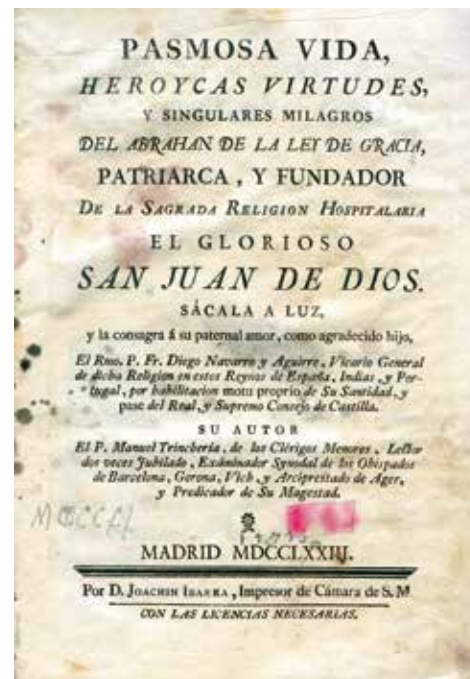 PASMOSA VIDA,
HEROYCAS VIRTUDES,
Y SINGULARES MILAGROS
DEL ABRAHAN DE LA LEY DE GRACIA,
PATRIARCA, Y FUNDADOR
DE LA SAGRADA RELIGION HOSPITALARIA
EL GLORIOSO
SAN JUAN DE DIOS.
SÁCALA A LUZ,
y la consagra á su paternal amor, como agradecido hijo,
El Rmo. P. Fr. Diego Navarro y Aguirre, Vicario General
de dicha Religion en estos Reynos de España, Indias, y Por-
tugal, por habilitacion motu proprio de Su Santidad, y
pase del Real, y Supremo Consejo de Castilla.
SU AUTOR
El P. Manuel Trinchería, de los Clérigos Menores, Lector
dos veces Jubilado, Exâminador Synodal de los Obispados
de Barcelona, Gerona, Vich, y Arciprestado de Ager,
y Predicador de Su Magestad.
MADRID MDCCLXXIII.
Por D. JOACHIN IBARRA, Impresor de Cámara de S. M
CON LAS LICENCIAS NECESARIAS.